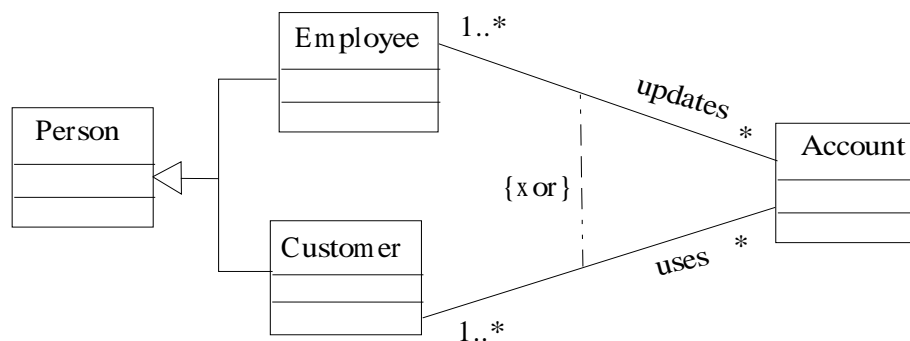 Employee
1..*
updates
*
Person
Account
{xor}
Customer
uses
*
1..*